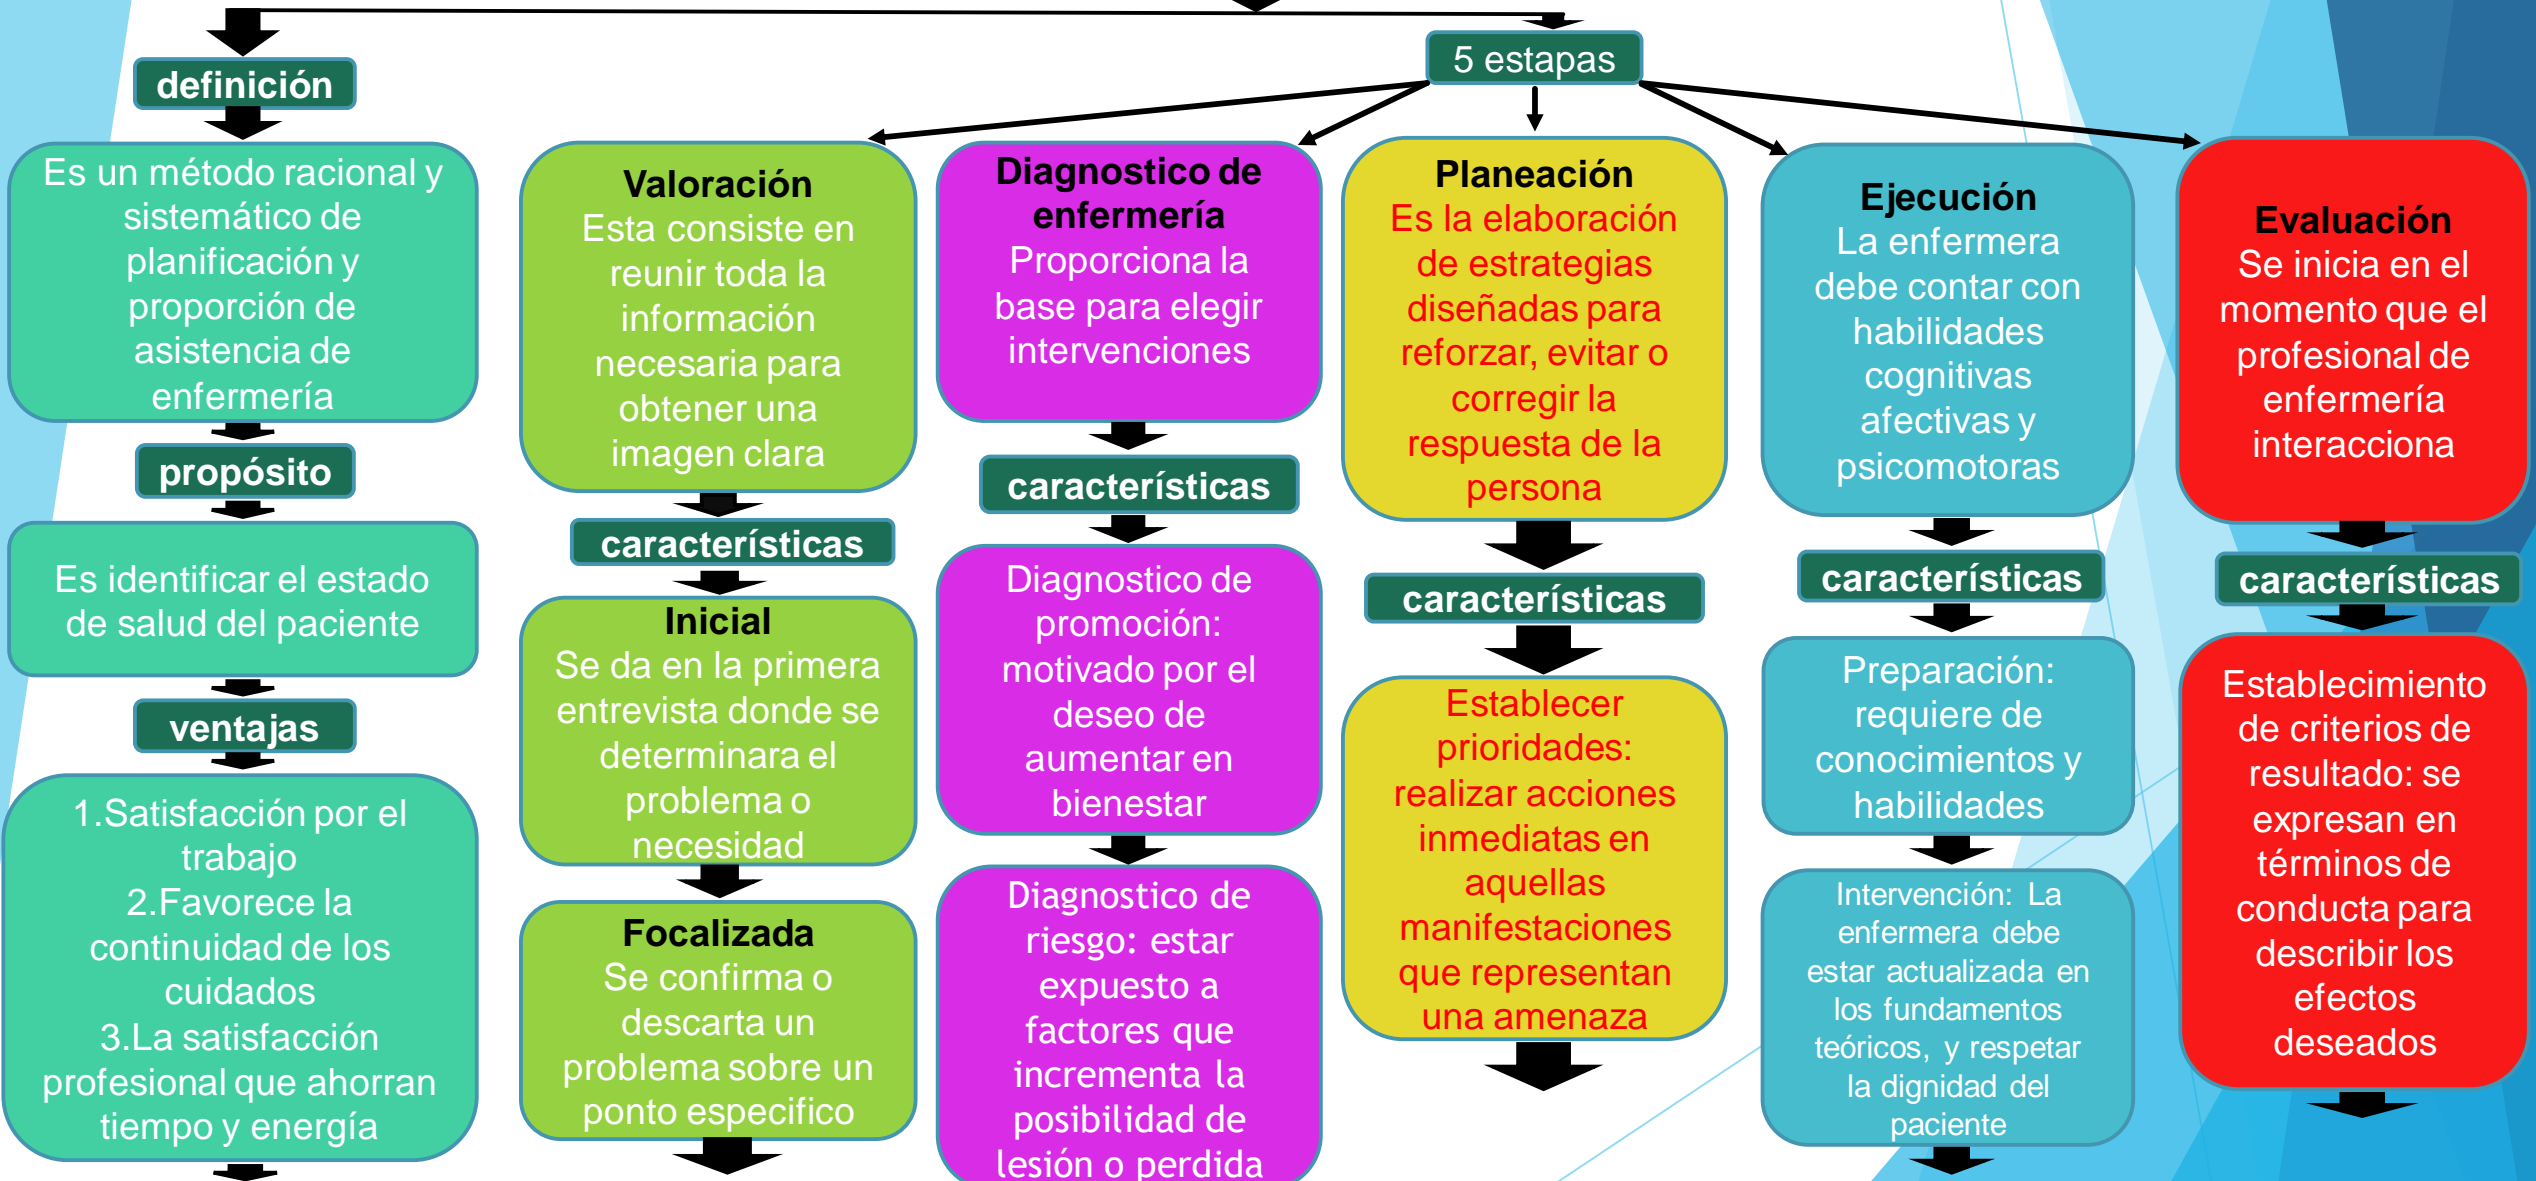 definición
Es un método racional y
sistemático de
planificación y
proporción de
asistencia de
enfermería
propósito
Es identificar el estado
de salud del paciente
ventajas
1.Satisfacción por el
trabajo
2.Favorece la
continuidad de los
cuidados
3.La satisfacción
profesional que ahorran
tiempo y energía
5 estapas
Valoración
Esta consiste en
reunir toda la
información
necesaria para
obtener una
imagen clara
características
Inicial
Se da en la primera
entrevista donde se
determinara el
problema o
necesidad
Focalizada
Se confirma o
descarta un
problema sobre un
ponto especifico
Diagnostico de
enfermería
Proporciona la
base para elegir
intervenciones
características
Diagnostico de
promoción:
motivado por el
deseo de
aumentar en
bienestar
Diagnostico de
riesgo: estar
expuesto a
factores que
incrementa la
posibilidad de
lesión o perdida
Planeación
Es la elaboración
de estrategias
diseñadas para
reforzar, evitar o
corregir la
respuesta de la
persona
características
Establecer
prioridades:
realizar acciones
inmediatas en
aquellas
manifestaciones
que representan
una amenaza
Ejecución
La enfermera
debe contar con
habilidades
cognitivas
afectivas y
psicomotoras
características
Preparación:
requiere de
conocimientos y
habilidades
Intervención: La
enfermera debe
estar actualizada en
los fundamentos
teóricos, y respetar
la dignidad del
paciente
Evaluación
Se inicia en el
momento que el
profesional de
enfermería
interacciona
características
Establecimiento
de criterios de
resultado: se
expresan en
términos de
conducta para
describir los
efectos
deseados